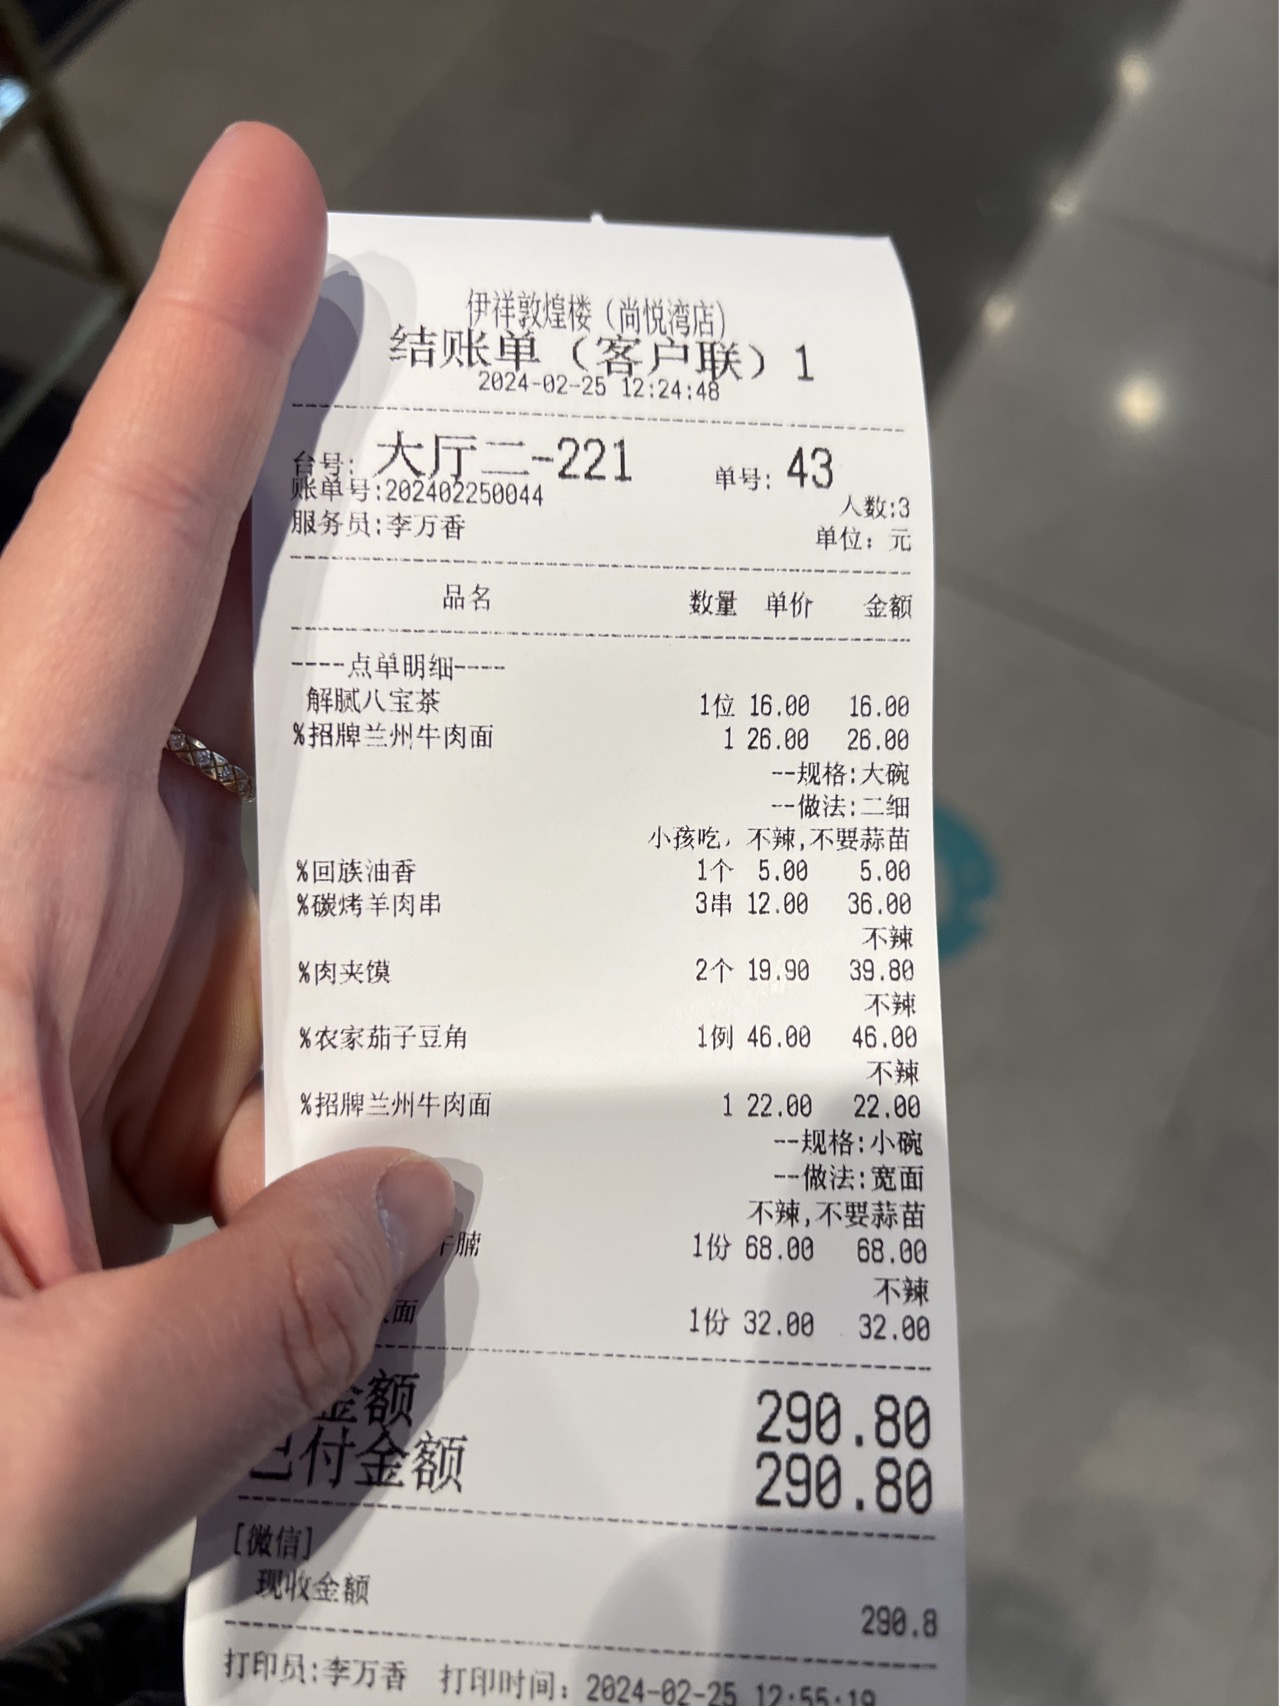 伊祥敦煌楼（尚悦湾店）
结账单（客户联）1
2024-02-25 12:24:48
台号: 大厅二-221 单号: 43
账单号:202402250044 人数:3
服务员:李万香 单位: 元
品名 数量 单价 金额
----点单明细----
解腻八宝茶 1位 16.00 16.00
%招牌兰州牛肉面 1 26.00 26.00
--规格:大碗
--做法:二细
小孩吃, 不辣,不要蒜苗
%回族油香 1个 5.00 5.00
%碳烤羊肉串 3串 12.00 36.00
不辣
%肉夹馍 2个 19.90 39.80
不辣
%农家茄子豆角 1例 46.00 46.00
不辣
%招牌兰州牛肉面 1 22.00 22.00
--规格:小碗
--做法:宽面
不辣,不要蒜苗
腩 1份 68.00 68.00
不辣
面 1份 32.00 32.00
金额 290.80
已付金额 290.80
[微信]
现收金额 290.8
打印员:李万香 打印时间: 2024-02-25 12:55:19